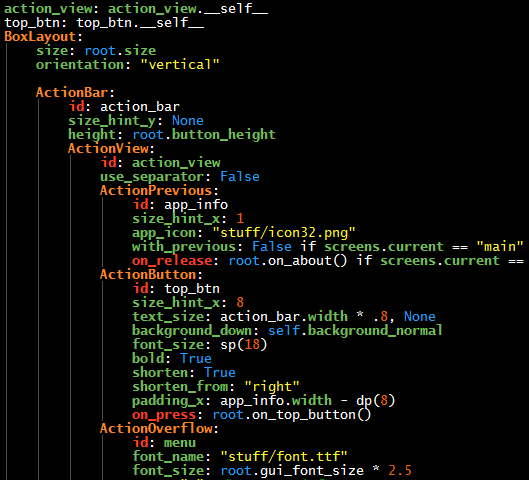 action_view: action_view.__self__
top_btn: top_btn.__self__
BoxLayout:
size: root.size
orientation: "vertical"
ActionBar:
id: action_bar
size_hint_y: None
height: root.button_height
ActionView:
id: action_view
use_separator: False
ActionPrevious:
id: app_info
size_hint_x: 1
app_icon: "stuff/icon32.png"
with_previous: False if screens.current == "main"
on_release: root.on_about() if screens.current ==
ActionButton:
id: top_btn
size_hint_x: 8
text_size: action_bar.width * .8, None
background_down: self.background_normal
font_size: sp(18)
bold: True
shorten: True
shorten_from: "right"
padding_x: app_info.width - dp(8)
on_press: root.on_top_button()
ActionOverflow:
id: menu
font_name: "stuff/font.ttf"
font_size: root.gui_font_size * 2.5